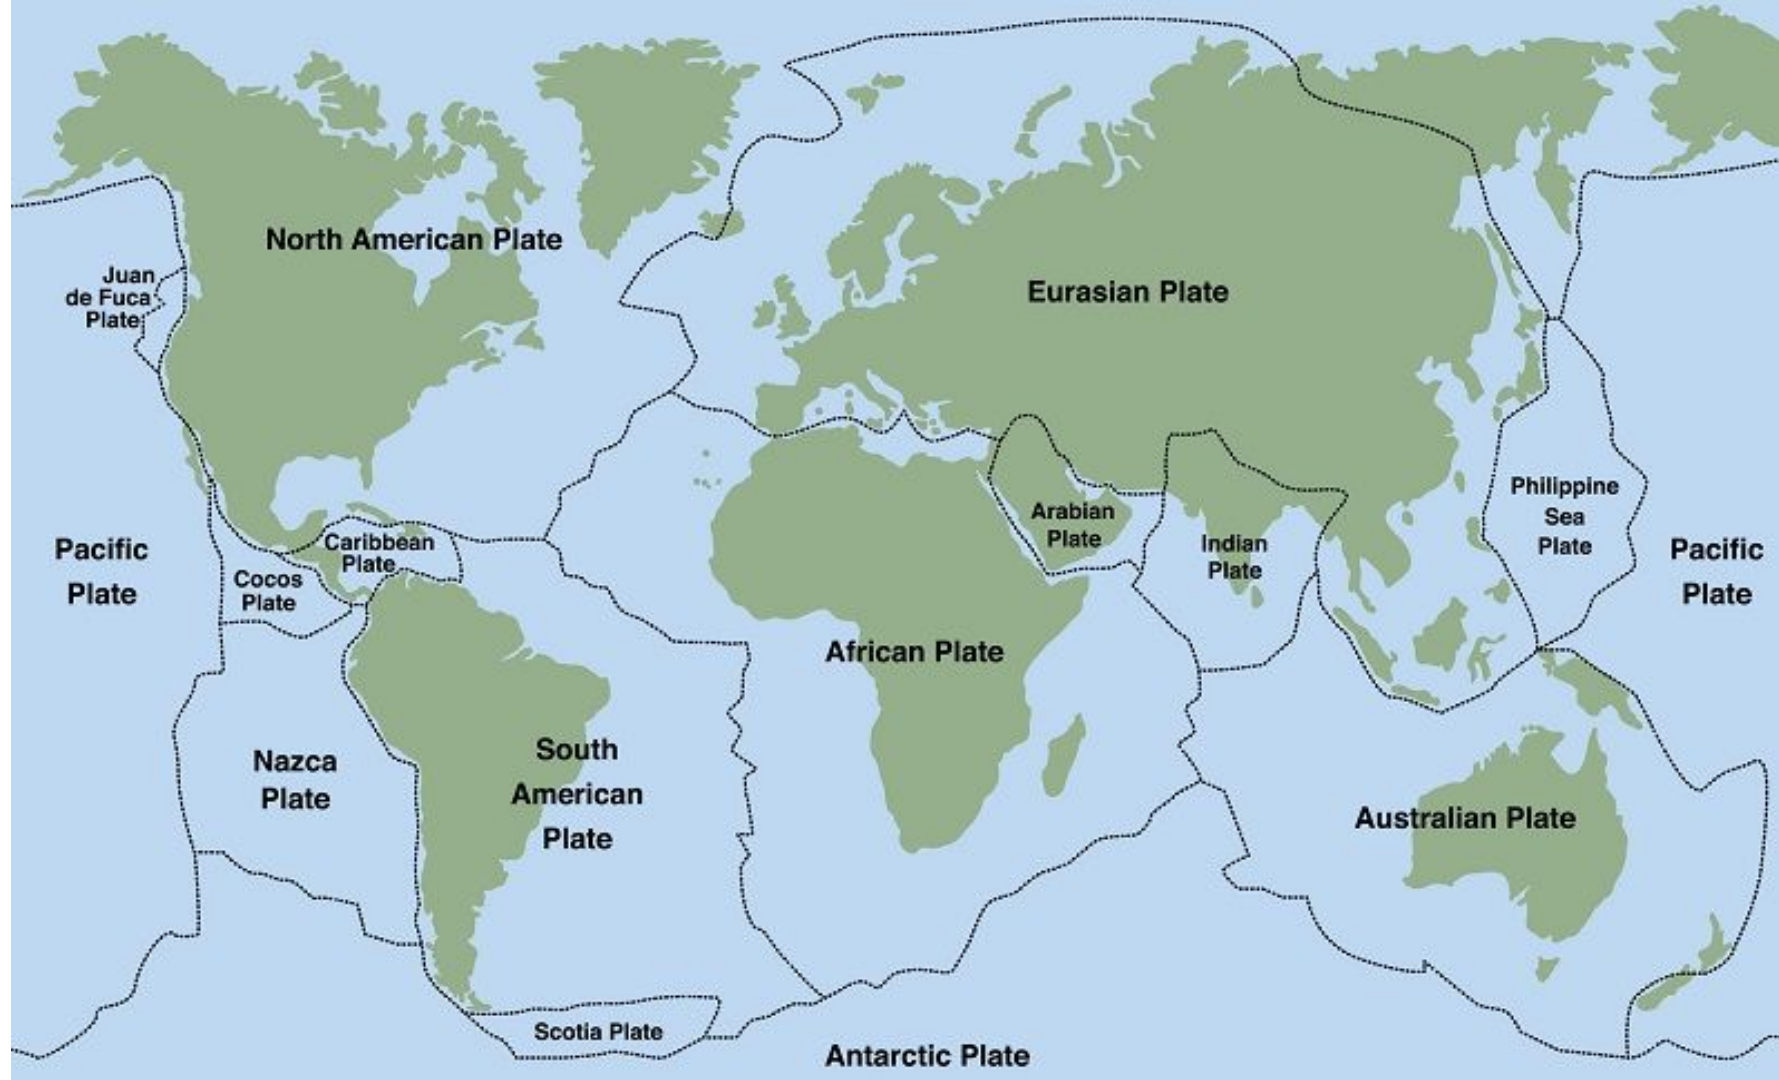 North American Plate
Juan
de Fuca
Plate
Eurasian Plate
Pacific
Plate
Caribbean
Plate
Cocos
Plate
Arabian
Plate
Indian
Plate
Philippine
Sea
Plate
Pacific
Plate
African Plate
Nazca
Plate
South
American
Plate
Australian Plate
Scotia Plate
Antarctic Plate